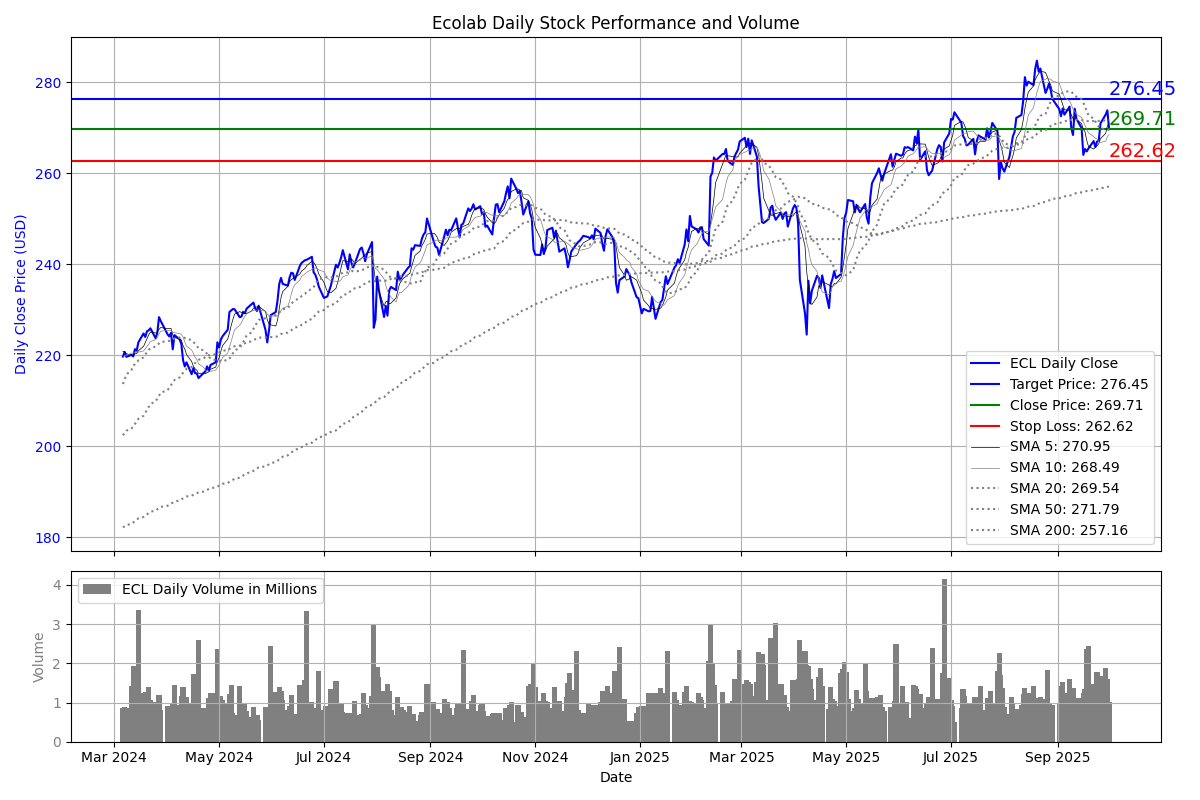 Ecolab Daily Stock Performance and Volume
Daily Close Price (USD)
280
260
240
220
200
180
276.45
269.71
262.62
ECL Daily Close
Target Price: 276.45
Close Price: 269.71
Stop Loss: 262.62
SMA 5: 270.95
SMA 10: 268.49
SMA 20: 269.54
SMA 50: 271.79
SMA 200: 257.16
Volume
4
3
2
1
0
ECL Daily Volume in Millions
Mar 2024
May 2024
Jul 2024
Sep 2024
Nov 2024
Jan 2025
Mar 2025
May 2025
Jul 2025
Sep 2025
Date